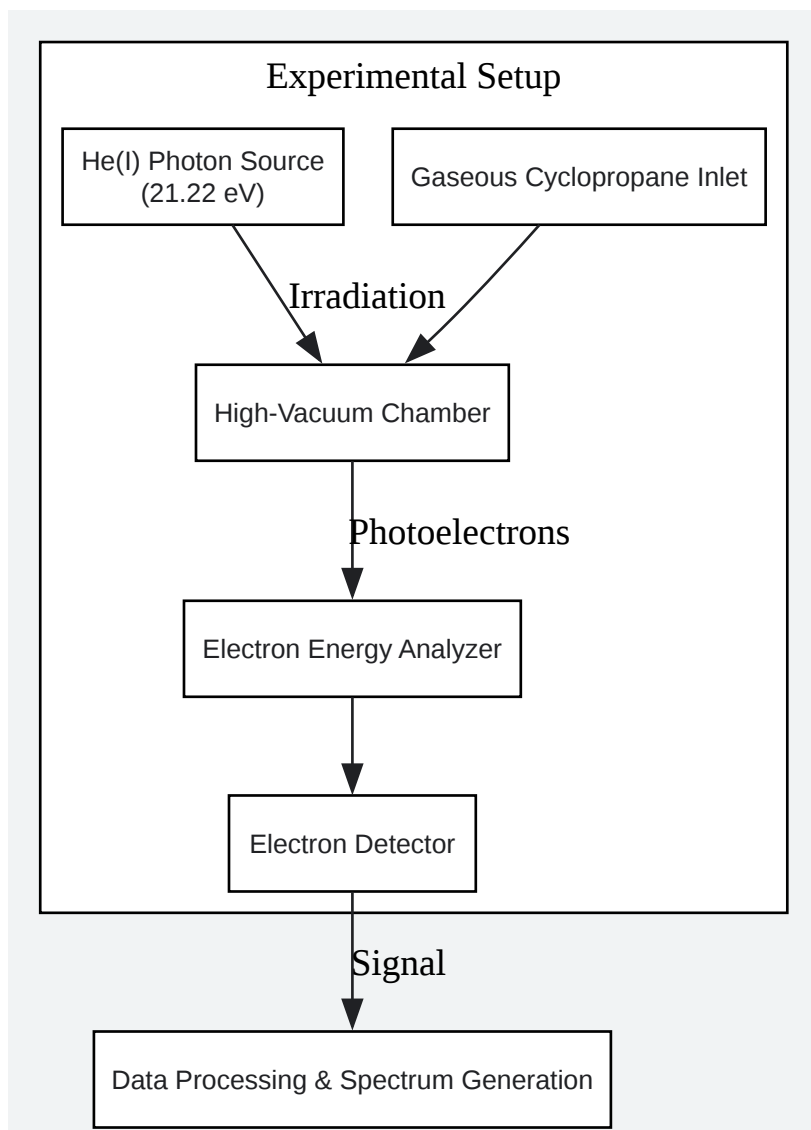 Experimental Setup
He(I) Photon Source
(21.22 eV)
Gaseous Cyclopropane Inlet
Irradiation
High-Vacuum Chamber
Photoelectrons
Electron Energy Analyzer
Electron Detector
Signal
Data Processing & Spectrum Generation